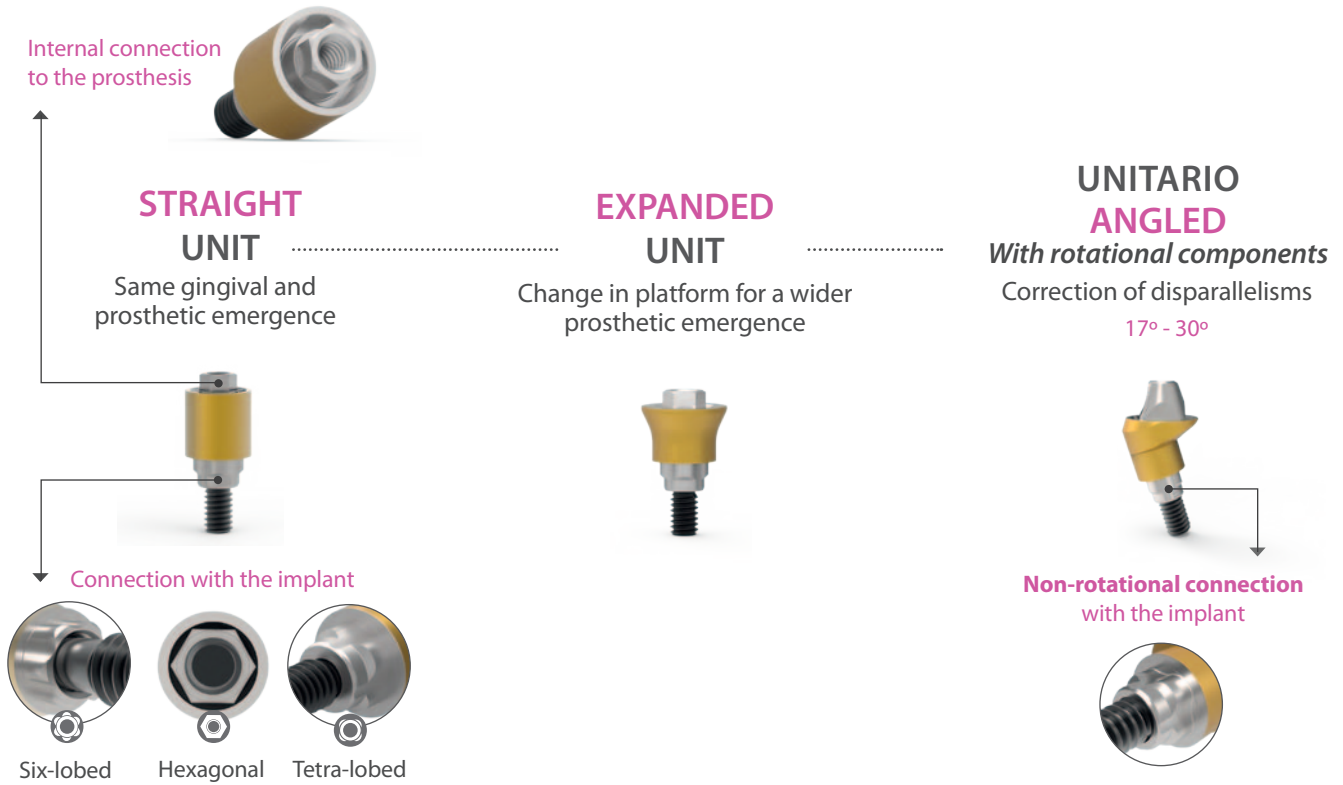 Internal connection
to the prosthesis
STRAIGHT
UNIT
Same gingival and
prosthetic emergence
EXPANDED
UNIT
Change in platform for a wider
prosthetic emergence
UNITARIO
ANGLED
With rotational components
Correction of disparallelisms
17º - 30º
Connection with the implant
Six-lobed
Hexagonal
Tetra-lobed
Non-rotational connection
with the implant